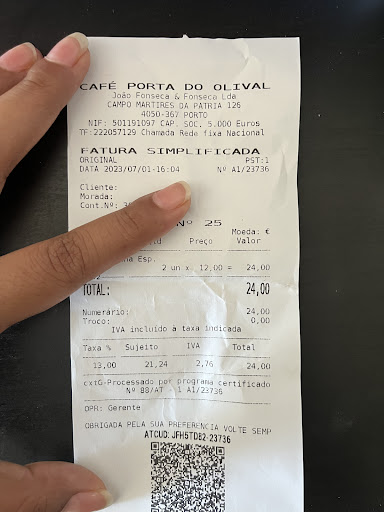 CAFÉ PORTA DO OLIVAL
João Fonseca & Fonseca Lda
CAMPO MARTIRES DA PATRIA 126
4050-367 PORTO
NIF: 501191097 CAP. SOC. 5.000 Euros
TF:222057129 Chamada Rede fixa Nacional
FATURA SIMPLIFICADA
ORIGINAL PST:1
DATA 2023/07/01-16:04 Nº A1/23736
Cliente:
Morada:
Cont.Nº:
Nº 25
Moeda: €
Preço Valor
Esp.
2 un x 12,00 = 24,00
TOTAL: 24,00
Numerário: 24,00
Troco: 0,00
IVA incluido à taxa indicada
Taxa % Sujeito IVA Total
13,00 21,24 2,76 24,00
cxtG-Processado por programa certificado
Nº 88/AT - 1 A1/23736
OPR: Gerente
OBRIGADA PELA SUA PREFERENCIA VOLTE SEMP
ATCUD: JFH5TDB2-23736